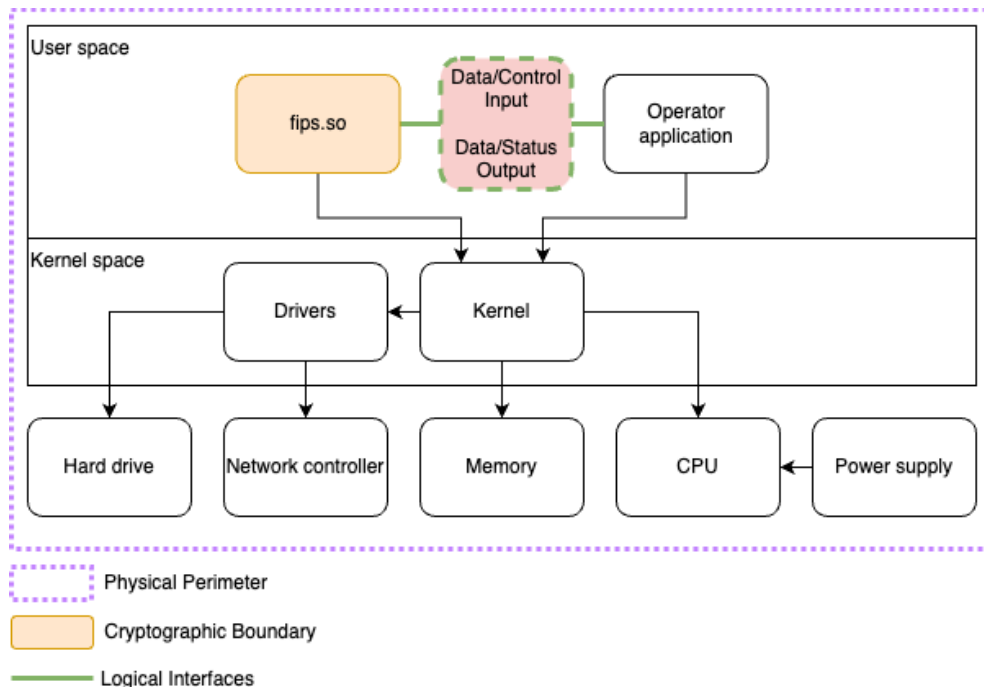 User space
fips.so
Data/Control
Input
Data/Status
Output
Operator
application
Kernel space
Drivers
Kernel
Hard drive
Network controller
Memory
CPU
Power supply
Physical Perimeter
Cryptographic Boundary
Logical Interfaces